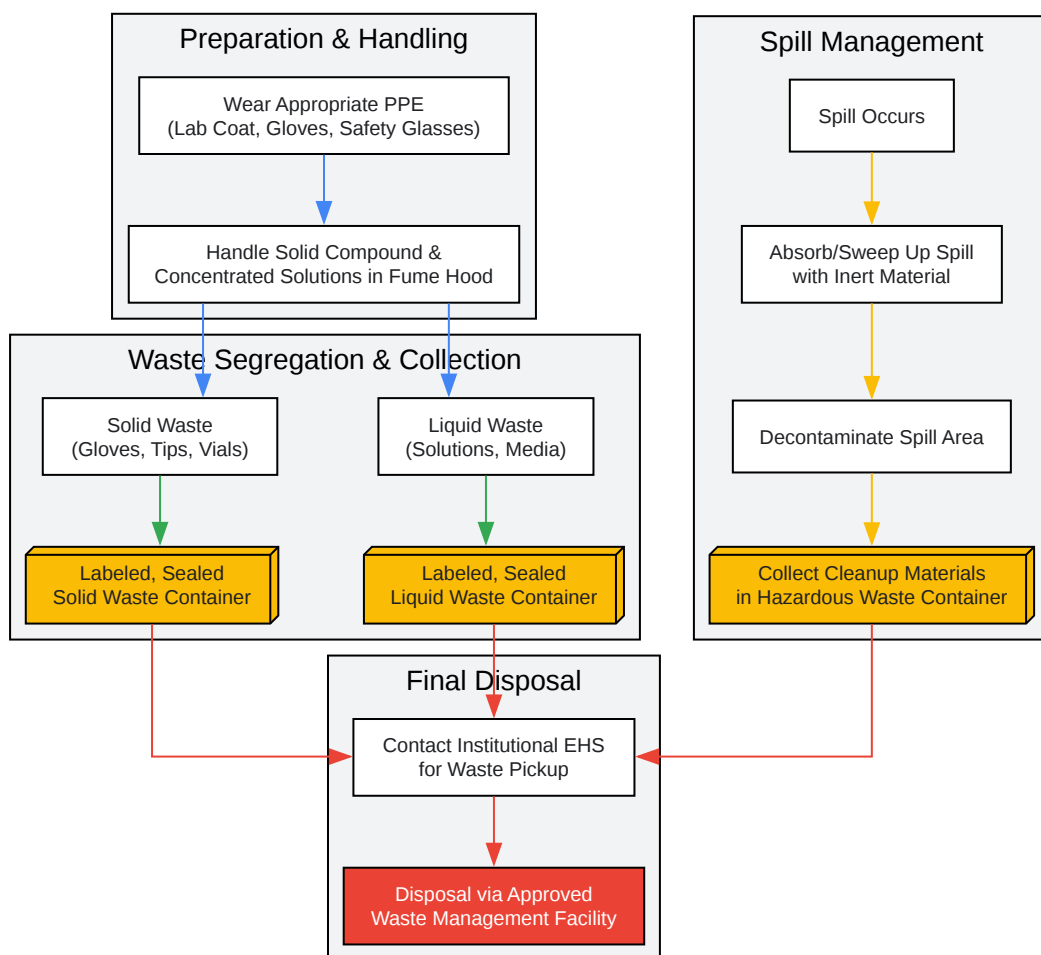 Preparation & Handling
Wear Appropriate PPE
(Lab Coat, Gloves, Safety Glasses)
Handle Solid Compound &
Concentrated Solutions in Fume Hood
Waste Segregation & Collection
Solid Waste
(Gloves, Tips, Vials)
Liquid Waste
(Solutions, Media)
Labeled, Sealed
Solid Waste Container
Labeled, Sealed
Liquid Waste Container
Spill Management
Spill Occurs
Absorb/Sweep Up Spill
with Inert Material
Decontaminate Spill Area
Collect Cleanup Materials
in Hazardous Waste Container
Final Disposal
Contact Institutional EHS
for Waste Pickup
Disposal via Approved
Waste Management Facility